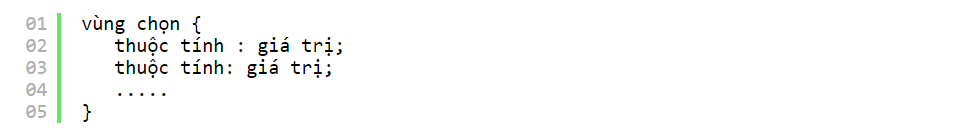 01 vùng chọn {
02 thuộc tính : giá trị;
03 thuộc tính: giá trị;
04 .....
05 }